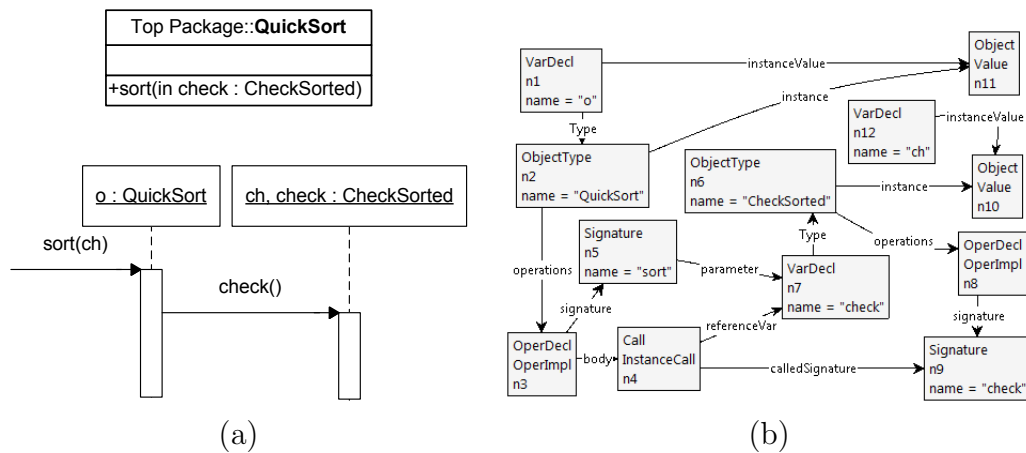 Top Package::QuickSort
+sort(in check : CheckSorted)
o : QuickSort
ch, check : CheckSorted
sort(ch)
check()
(a)
VarDecl
n1
name = "o"
instanceValue
Object
Value
n11
instance
Type
VarDecl
n12
name = "ch"
instanceValue
ObjectType
n2
name = "QuickSort"
ObjectType
n6
name = "CheckSorted"
instance
Object
Value
n10
Type
operations
Signature
n5
name = "sort"
parameter
VarDecl
n7
name = "check"
OperDecl
OperImpl
n8
operations
signature
referenceVar
signature
OperDecl
OperImpl
n3
body
Call
InstanceCall
n4
calledSignature
Signature
n9
name = "check"
(b)